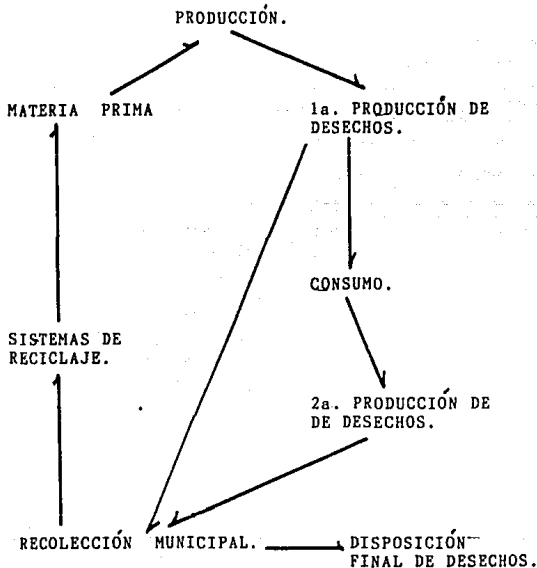 PRODUCCIÓN.
MATERIA PRIMA
1a. PRODUCCIÓN DE
DESECHOS.
CONSUMO.
SISTEMAS DE
RECICLAJE.
2a. PRODUCCIÓN DE
DE DESECHOS.
RECOLECCIÓN MUNICIPAL.
DISPOSICIÓN
FINAL DE DESECHOS.